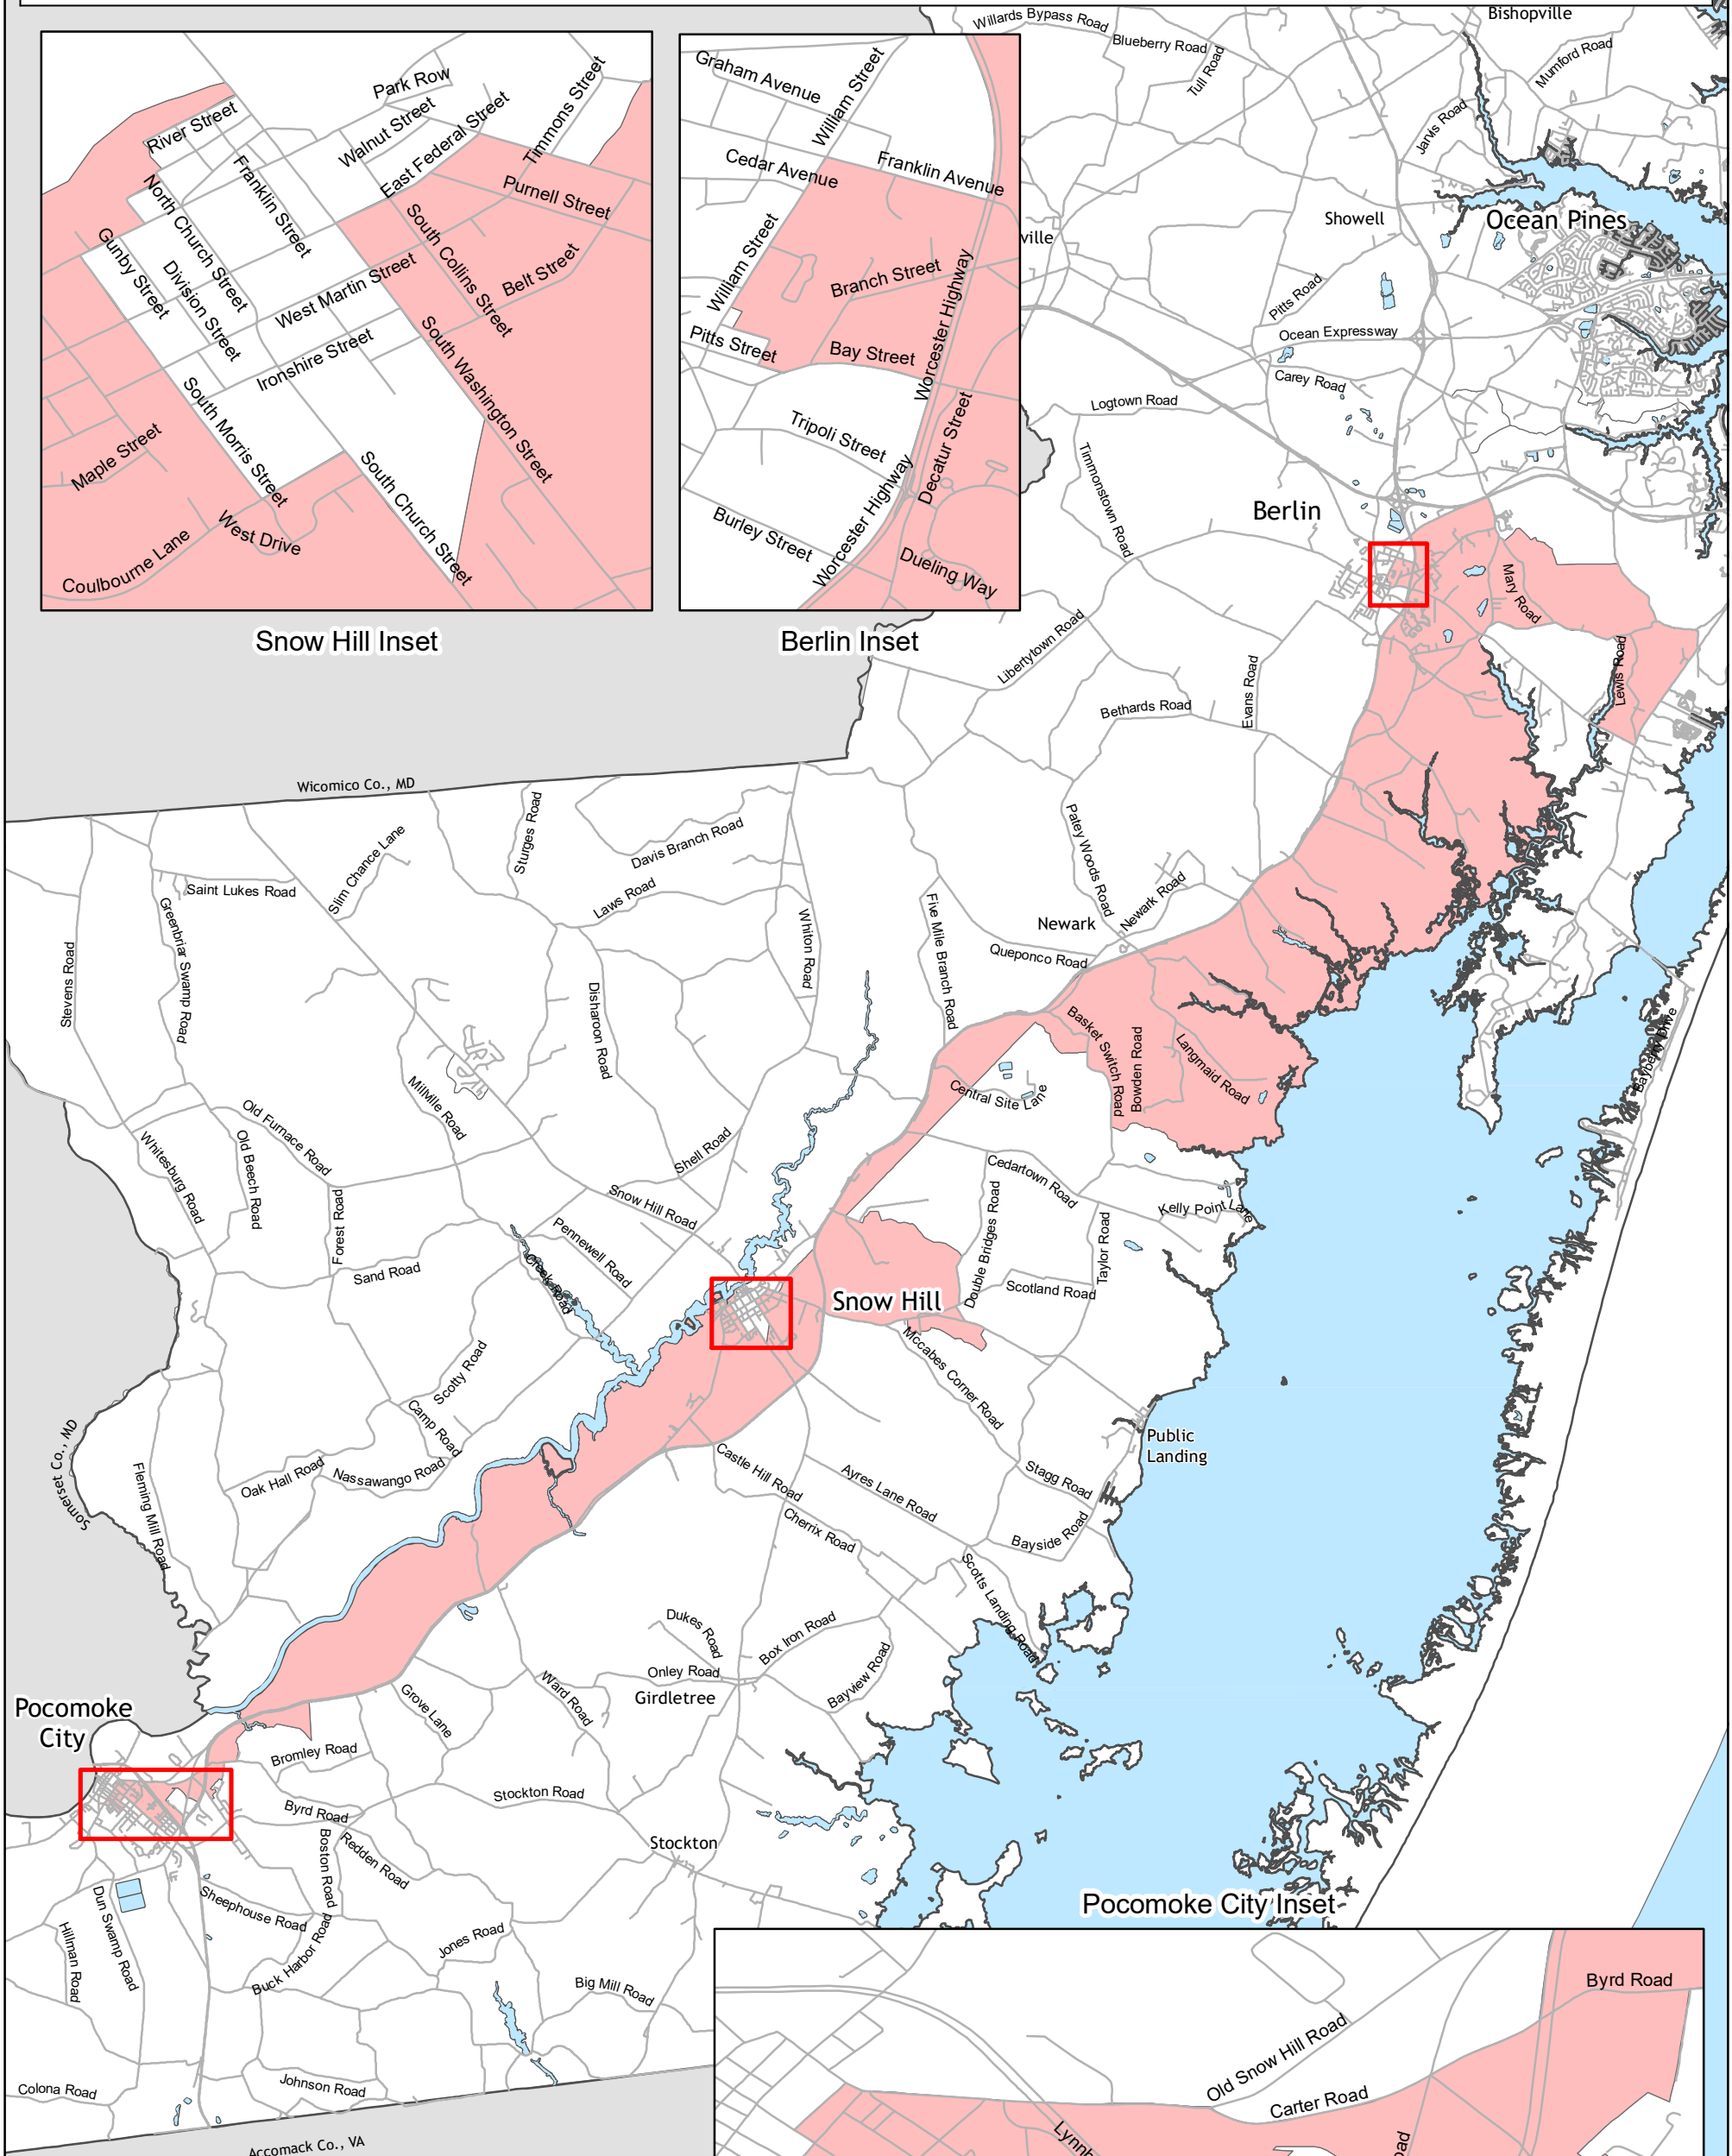 Willards Bypass Road
Blueberry Road
Tull Road
Bishopville
Mumford Road
Jarvis Road
Park Row
Timmons Street
River Street
Walnut Street
East Federal Street
Franklin Street
North Church Street
Purnell Street
South Collins Street
Gunby Street
Division Street
West Martin Street
Belt Street
Ironshire Street
South Washington Street
South Morris Street
Maple Street
South Church Street
West Drive
Coulbourne Lane
Snow Hill Inset
Graham Avenue
William Street
Cedar Avenue
Franklin Avenue
William Street
Branch Street
Worcester Highway
Pitts Street
Bay Street
Tripoli Street
Decatur Street
Worcester Highway
Burley Street
Dueling Way
Berlin Inset
ville
Showell
Ocean Pines
Pitts Road
Ocean Expressway
Carey Road
Logtown Road
Timmonstown Road
Berlin
Mary Road
Lewis Road
Libertytown Road
Evans Road
Bethards Road
Wicomico Co., MD
Sturges Road
Slim Chance Lane
Davis Branch Road
Saint Lukes Road
Laws Road
Patey Woods Road
Newark Road
Newark
Queponco Road
Five Mile Branch Road
Whiton Road
Stevens Road
Greenbriar Swamp Road
Disharoon Road
Basket Switch Road
Bowden Road
Langmaid Road
Bayberry Drive
Central Site Lane
Millville Road
Old Furnace Road
Old Beech Road
Whitesburg Road
Shell Road
Forest Road
Snow Hill Road
Pennewell Road
Creek Road
Sand Road
Cedartown Road
Kelly Point Lane
Double Bridges Road
Taylor Road
Scotland Road
Snow Hill
Mccabes Corner Road
Scotty Road
Camp Road
Public
Landing
Somerset Co., MD
Fleming Mill Road
Oak Hall Road
Nassawango Road
Castle Hill Road
Ayres Lane Road
Stagg Road
Cherrix Road
Bayside Road
Scotts Landing Road
Dukes Road
Box Iron Road
Onley Road
Girdletree
Bayview Road
Ward Road
Grove Lane
Pocomoke
City
Bromley Road
Byrd Road
Stockton Road
Stockton
Boston Road
Redden Road
Sheephouse Road
Dun Swamp Road
Hillman Road
Buck Harbor Road
Jones Road
Big Mill Road
Colona Road
Johnson Road
Accomack Co., VA
Pocomoke City Inset
Byrd Road
Old Snow Hill Road
Carter Road